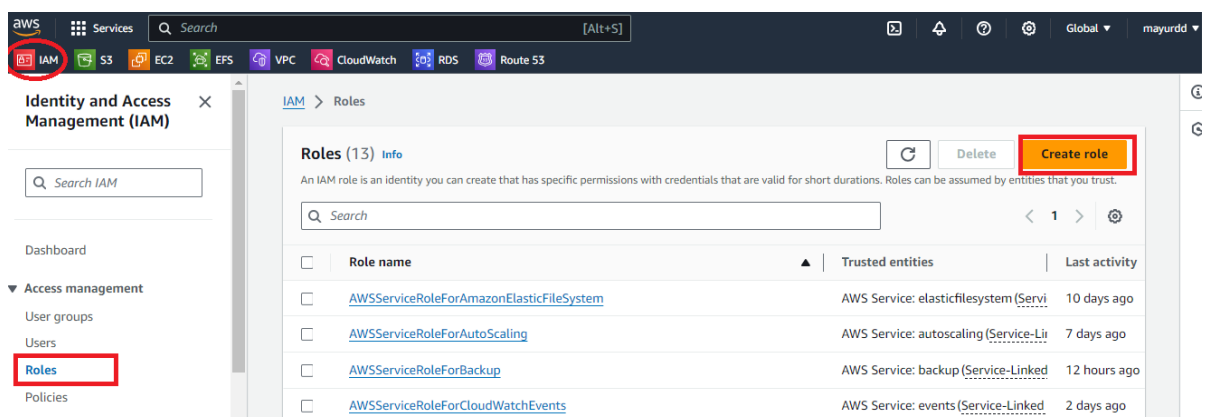 aws Services Search [Alt+S] Global mayurdd
IAM S3 EC2 EFS VPC CloudWatch RDS Route 53
Identity and Access
Management (IAM)
Search IAM
Dashboard
Access management
User groups
Users
Roles
Policies
IAM > Roles
Roles (13) Info
Delete
Create role
An IAM role is an identity you can create that has specific permissions with credentials that are valid for short durations. Roles can be assumed by entities that you trust.
Search
1
Role name Trusted entities Last activity
AWSServiceRoleForAmazonElasticFileSystem AWS Service: elasticfilesystem (Servi 10 days ago
AWSServiceRoleForAutoScaling AWS Service: autoscaling (Service-Lin 7 days ago
AWSServiceRoleForBackup AWS Service: backup (Service-Linked 12 hours ago
AWSServiceRoleForCloudWatchEvents AWS Service: events (Service-Linked 2 days ago